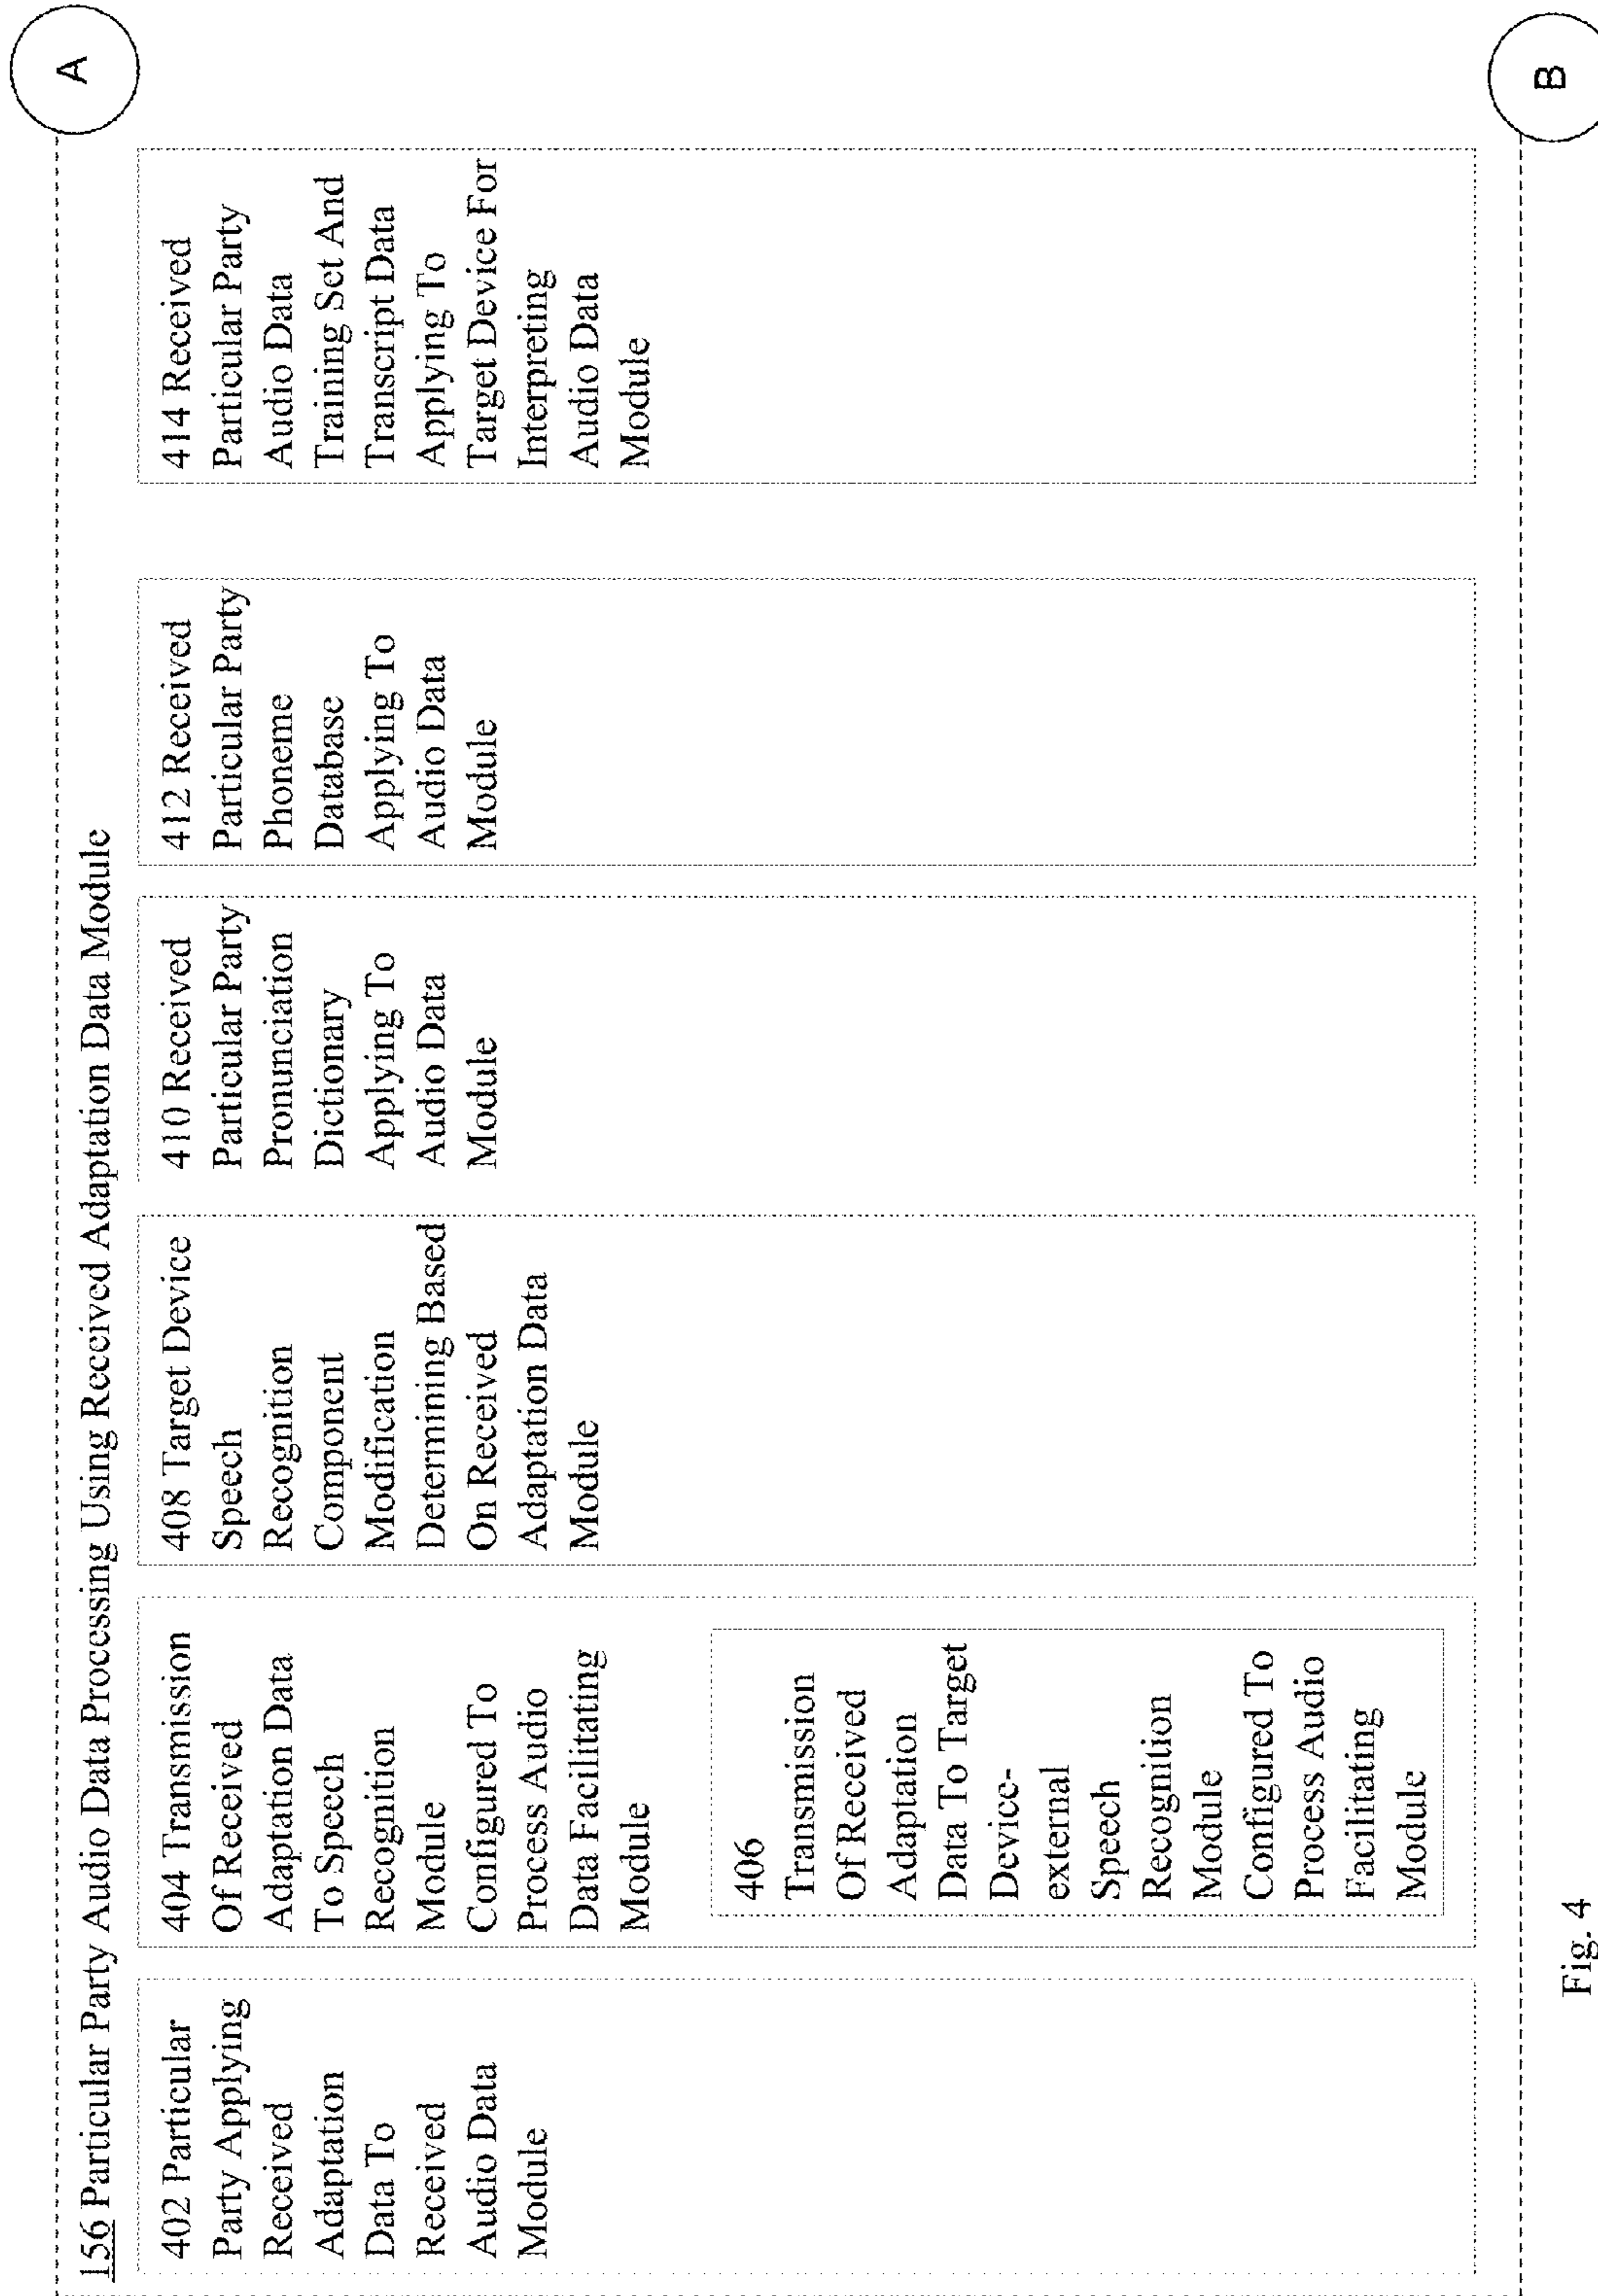 156 Particular Party Audio Data Processing Using Received Adaptation Data Module
402 Particular
Party Applying
Received
Adaptation
Data To
Received
Audio Data
Module
404 Transmission
Of Received
Adaptation Data
To Speech
Recognition
Module
Configured To
Process Audio
Data Facilitating
Module
406
Transmission
Of Received
Adaptation
Data To Target
Device-
external
Speech
Recognition
Module
Configured To
Process Audio
Facilitating
Module
408 Target Device
Speech
Recognition
Component
Modification
Determining Based
On Received
Adaptation Data
Module
410 Received
Particular Party
Pronunciation
Dictionary
Applying To
Audio Data
Module
412 Received
Particular Party
Phoneme
Database
Applying To
Audio Data
Module
414 Received
Particular Party
Audio Data
Training Set And
Transcript Data
Applying To
Target Device For
Interpreting
Audio Data
Module
A
B
Fig. 4